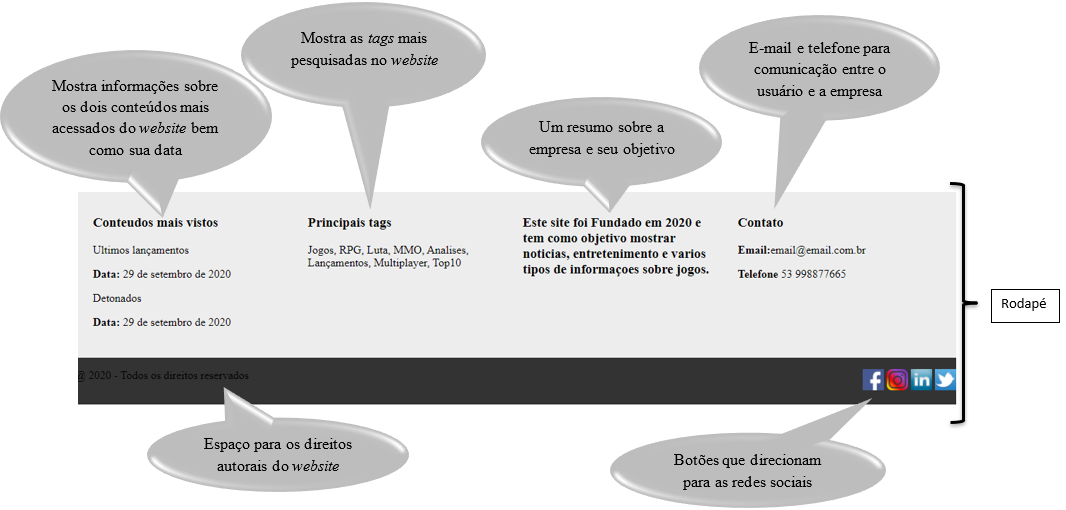 Mostra as tags mais
pesquisadas no website
E-mail e telefone para
comunicação entre o
usuário e a empresa
Mostra informações sobre
os dois conteúdos mais
acessados do website bem
como sua data
Um resumo sobre a
empresa e seu objetivo
Conteudos mais vistos
Ultimos lançamentos
Data: 29 de setembro de 2020
Detonados
Data: 29 de setembro de 2020
Principais tags
Jogos, RPG, Luta, MMO, Analises,
Lançamentos, Multiplayer, Top10
Este site foi Fundado em 2020 e
tem como objetivo mostrar
noticias, entretenimento e varios
tipos de informaçoes sobre jogos.
Contato
Email:email@email.com.br
Telefone 53 998877665
Rodapé
@ 2020 - Todos os direitos reservados
f
in
Espaço para os direitos
autorais do website
Botões que direcionam
para as redes sociais